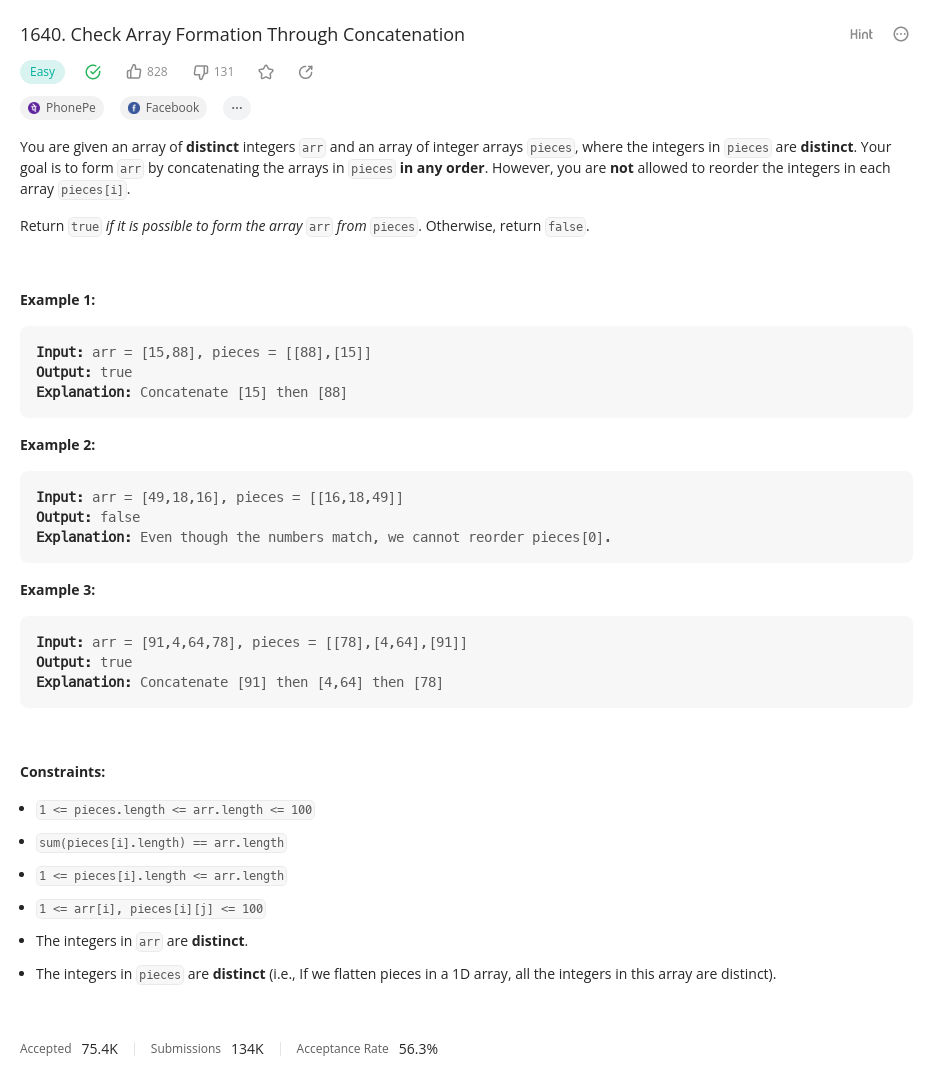 1640. Check Array Formation Through Concatenation
Hint
Easy
828
131
PhonePe
Facebook
You are given an array of distinct integers arr and an array of integer arrays pieces, where the integers in pieces are distinct. Your
goal is to form arr by concatenating the arrays in pieces in any order. However, you are not allowed to reorder the integers in each
array pieces[i].
Return true if it is possible to form the array arr from pieces. Otherwise, return false.
Example 1:
Input: arr = [15,88], pieces = [[88],[15]]
Output: true
Explanation: Concatenate [15] then [88]
Example 2:
Input: arr = [49,18,16], pieces = [[16,18,49]]
Output: false
Explanation: Even though the numbers match, we cannot reorder pieces[0].
Example 3:
Input: arr = [91,4,64,78], pieces = [[78],[4,64],[91]]
Output: true
Explanation: Concatenate [91] then [4,64] then [78]
Constraints:
1 <= pieces.length <= arr.length <= 100
sum(pieces[i].length) == arr.length
1 <= pieces[i].length <= arr.length
1 <= arr[i], pieces[i][j] <= 100
The integers in arr are distinct.
The integers in pieces are distinct (i.e., If we flatten pieces in a 1D array, all the integers in this array are distinct).
Accepted 75.4K Submissions 134K Acceptance Rate 56.3%